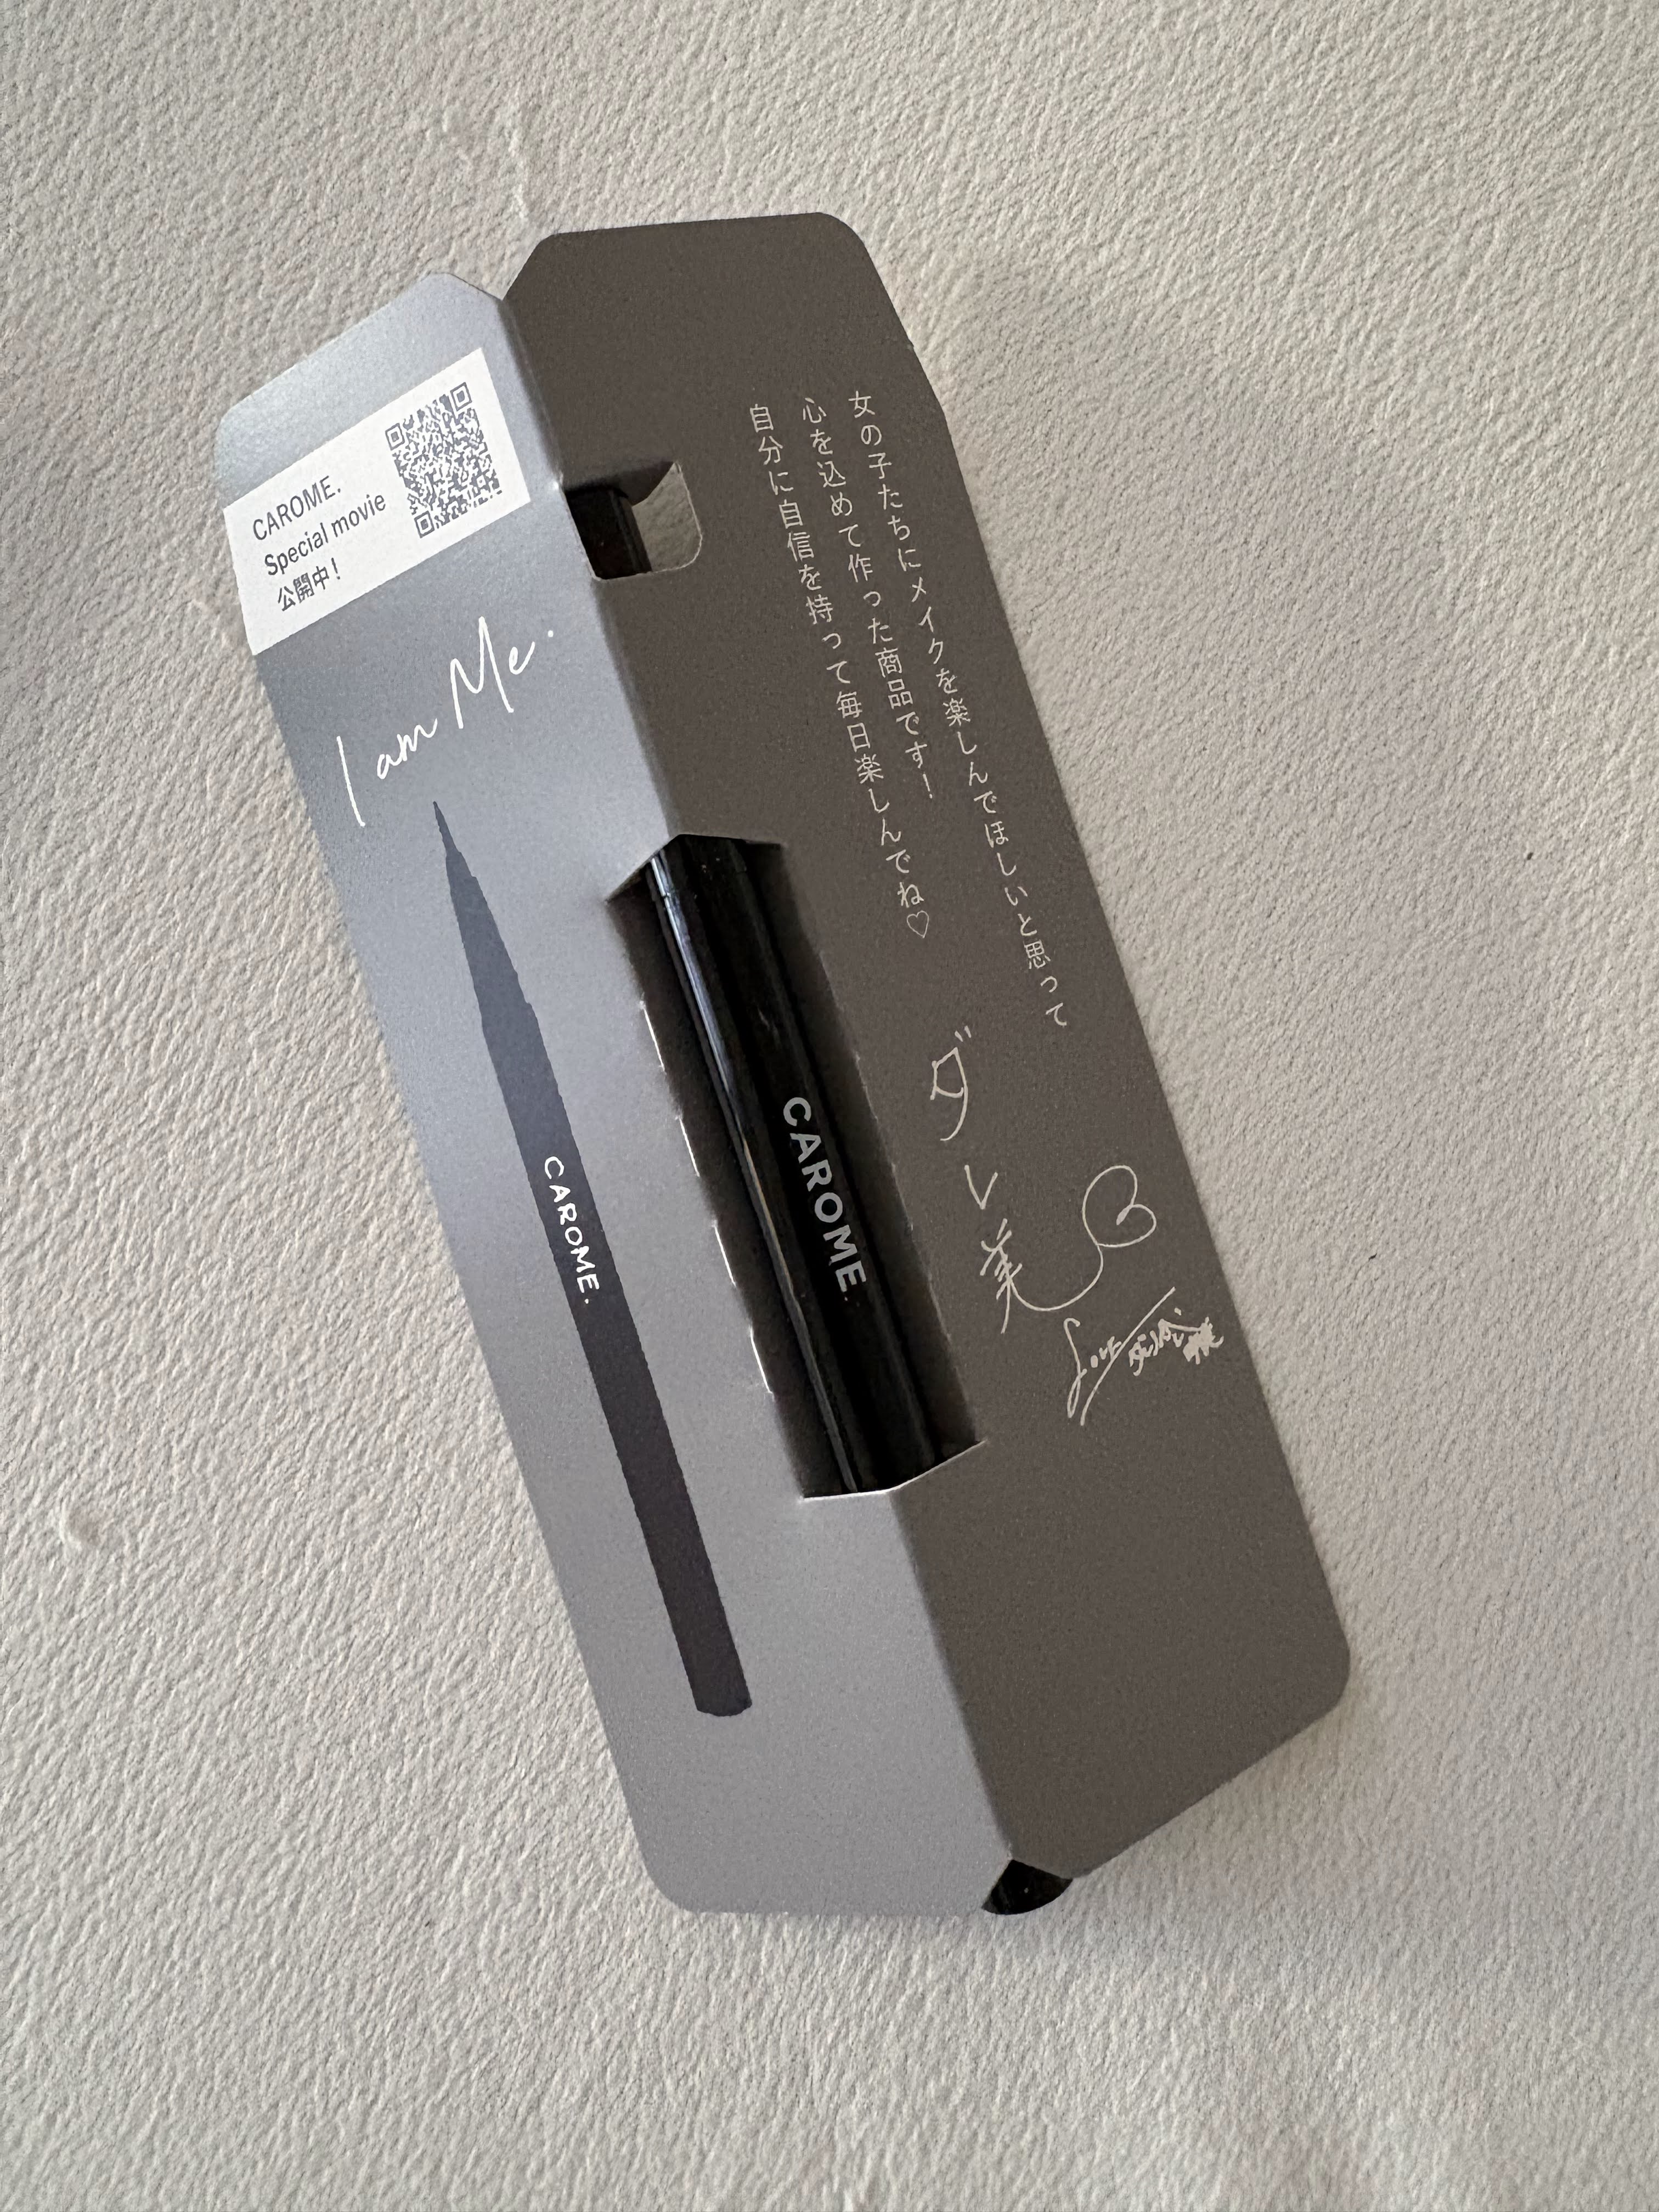 CAROME.
Special movie
公開中!
I am Me.
CAROME.
CAROME.
女の子たちにメイクを楽しんでほしいと思って
心を込めて作った商品です!
自分に自信を持って毎日楽しんでね♡
ダレ美